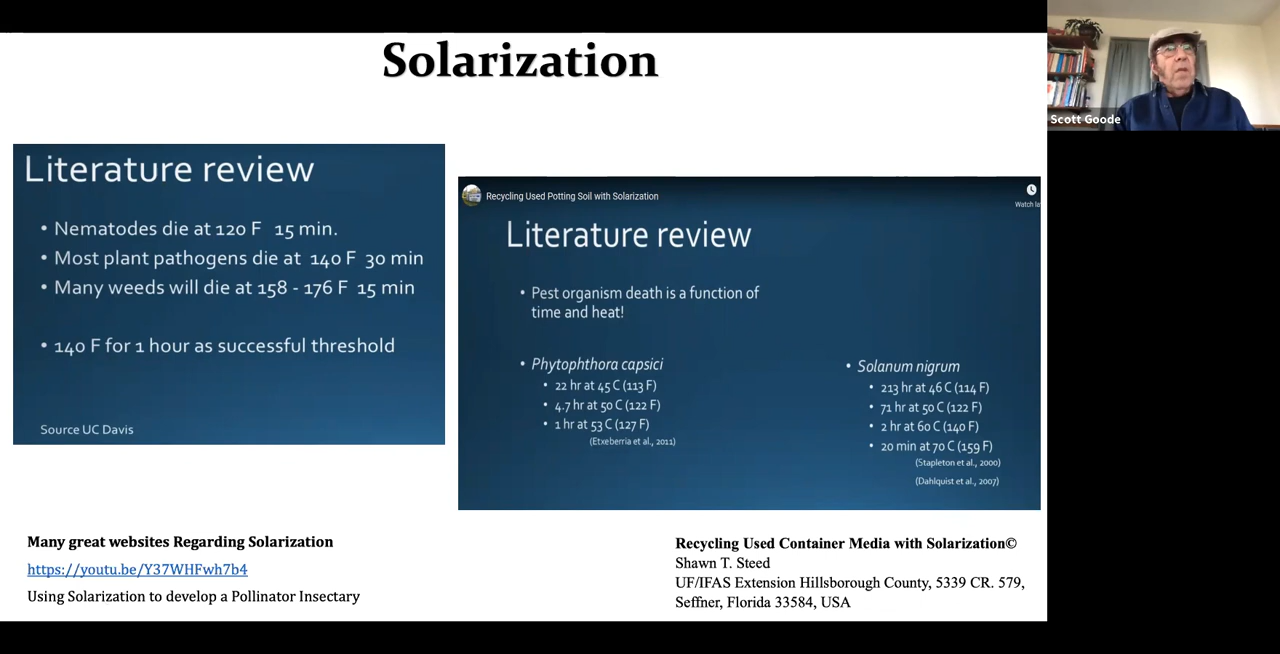 Solarization
Scott Goode
Literature review
• Nematodes die at 120 F 15 min.
• Most plant pathogens die at 140 F 30 min
• Many weeds will die at 158 - 176 F 15 min
• 140 F for 1 hour as successful threshold
Source UC Davis
Recycling Used Potting Soil with Solarization
Watch la
Literature review
• Pest organism death is a function of
time and heat!
• Phytophthora capsici
• 22 hr at 45 C (113 F)
• 4.7 hr at 50 C (122 F)
• 1 hr at 53 C (127 F)
(Etxeberria et al., 2011)
• Solanum nigrum
• 213 hr at 46 C (114 F)
• 71 hr at 50 C (122 F)
• 2 hr at 60 C (140 F)
• 20 min at 70 C (159 F)
(Stapleton et al., 2000)
(Dahlquist et al., 2007)
Many great websites Regarding Solarization
https://youtu.be/Y37WHFwh7b4
Using Solarization to develop a Pollinator Insectary
Recycling Used Container Media with Solarization©
Shawn T. Steed
UF/IFAS Extension Hillsborough County, 5339 CR. 579,
Seffner, Florida 33584, USA